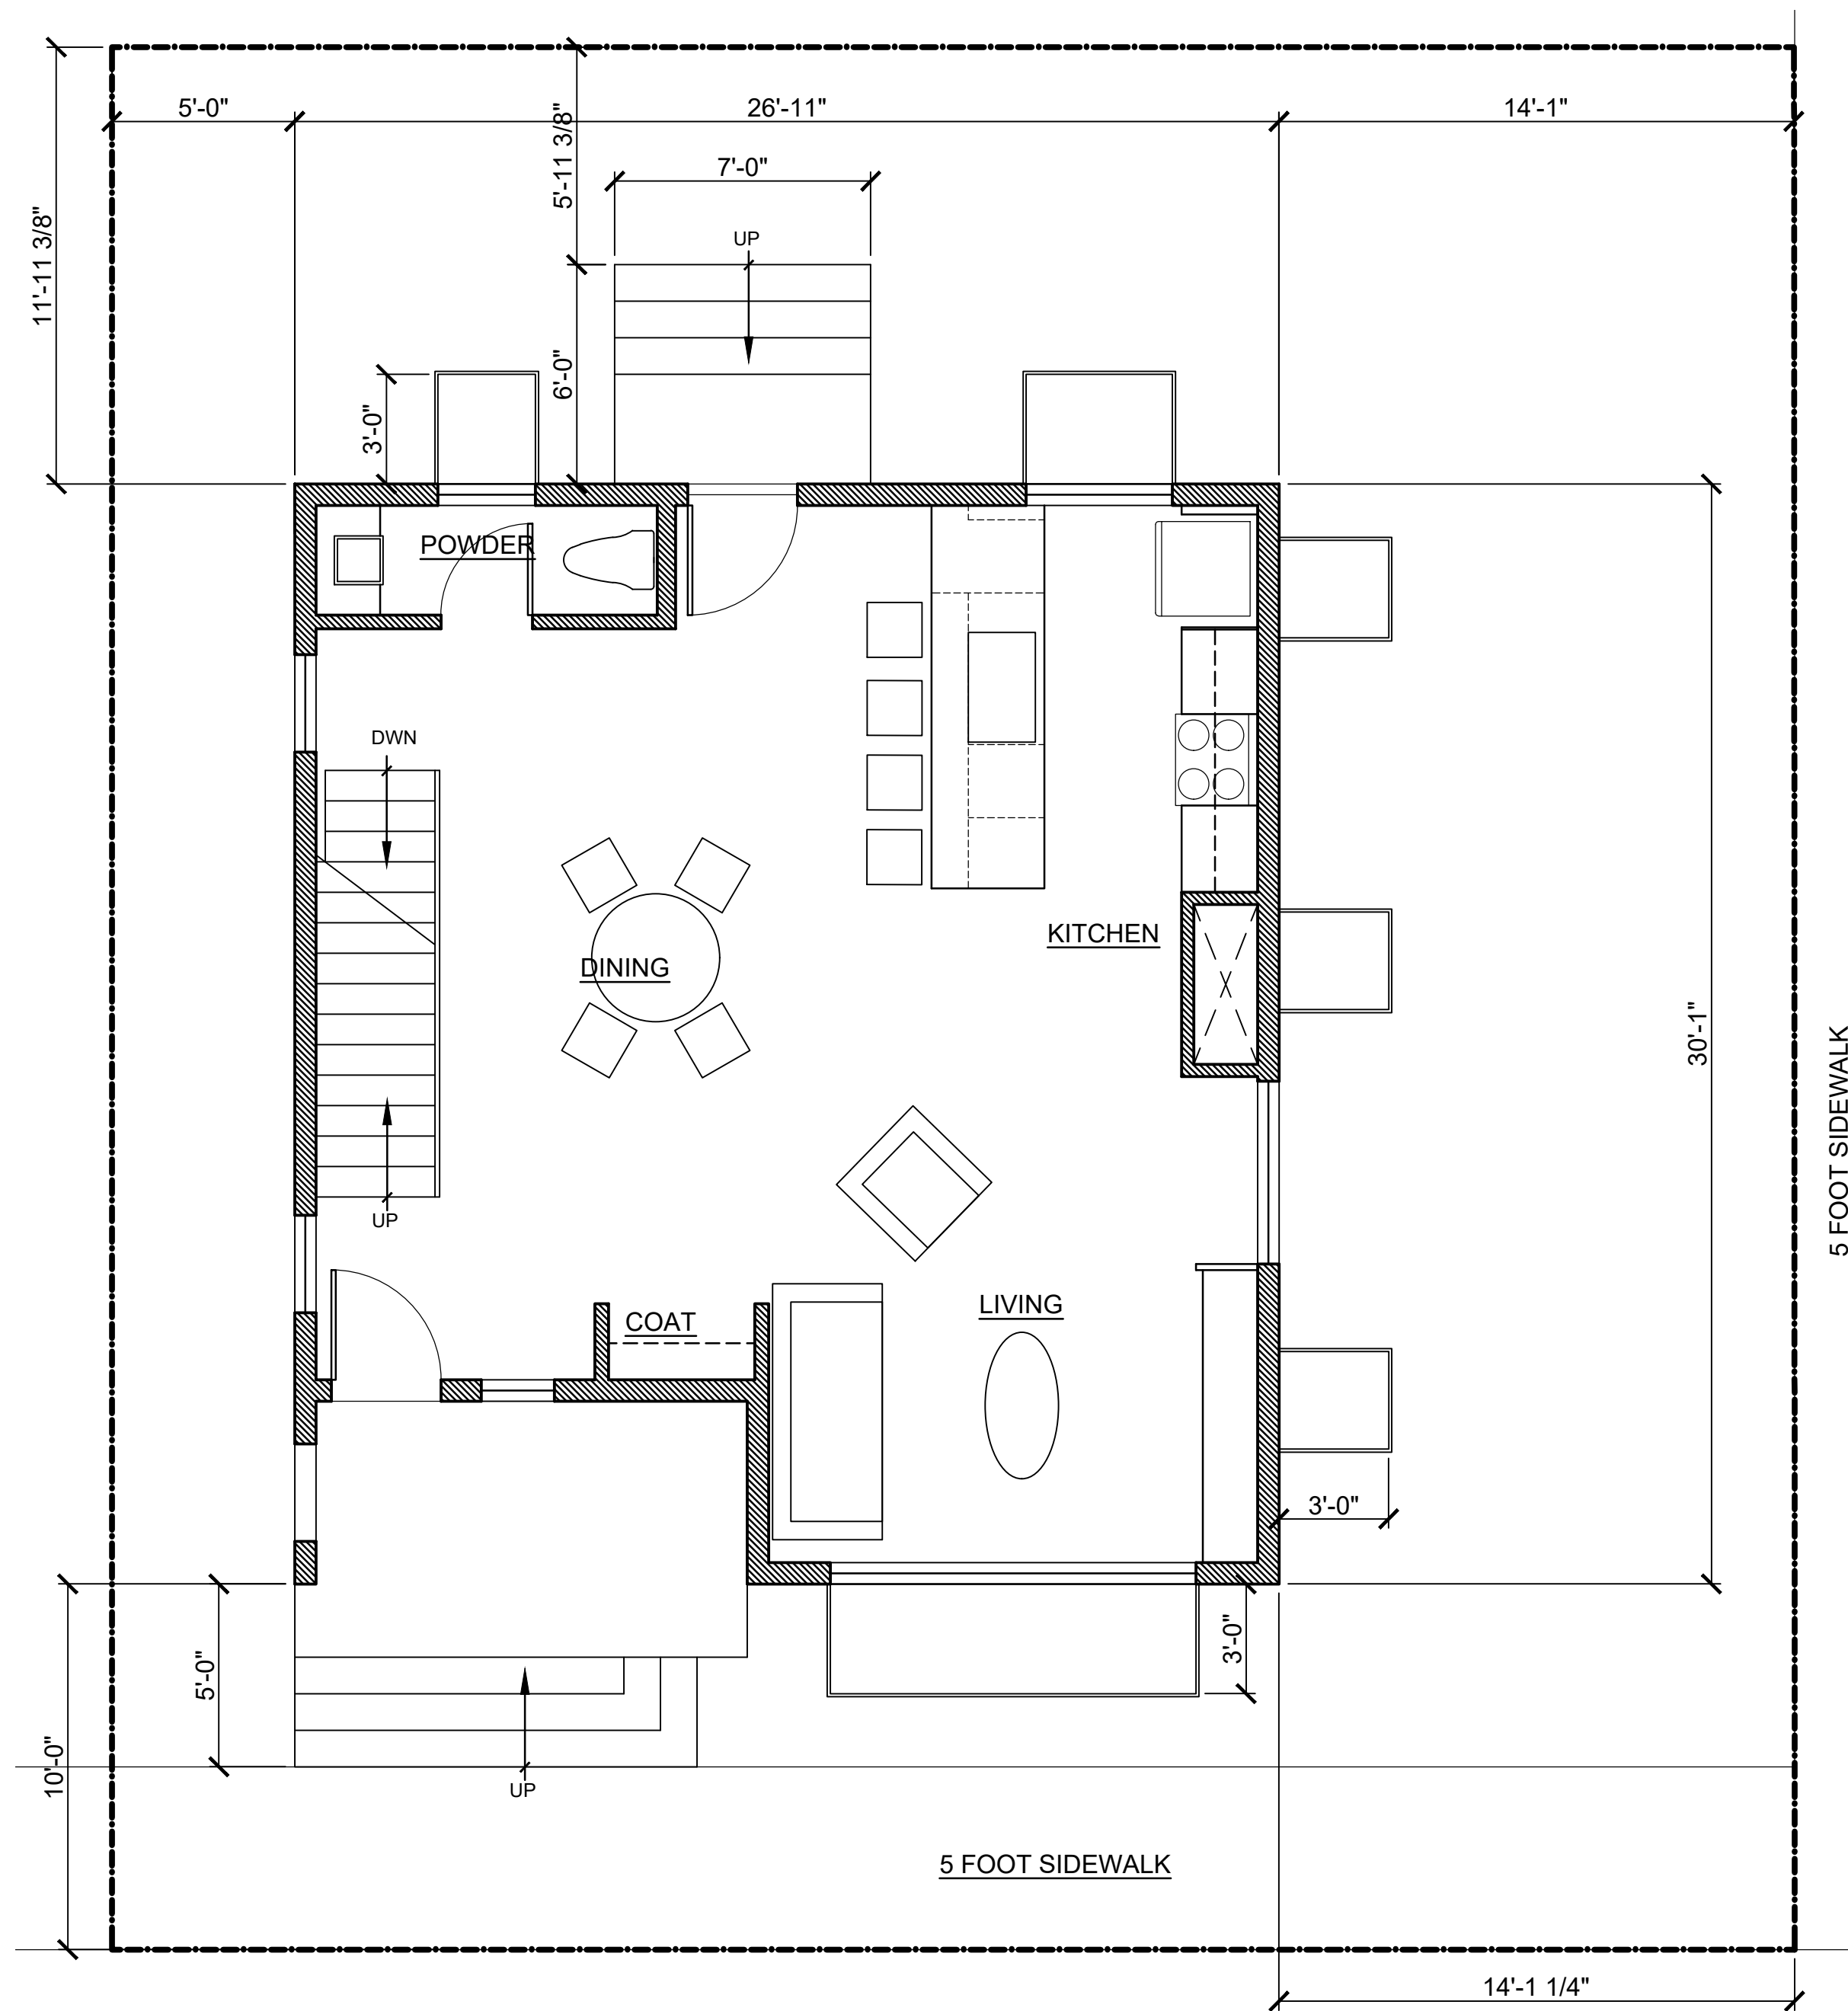 5'-0"
26'-11"
14'-1"
5'-11 3/8"
7'-0"
11'-11 3/8"
UP
6'-0"
3'-0"
POWDER
DWN
KITCHEN
DINING
30'-1"
5 FOOT SIDEWALK
UP
LIVING
COAT
3'-0"
3'-0"
5'-0"
10'-0"
UP
5 FOOT SIDEWALK
14'-1 1/4"